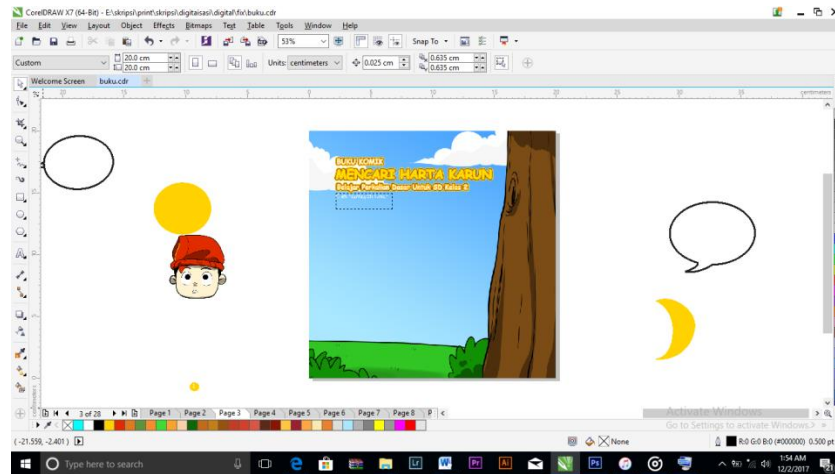 CorelDRAW X7 (64-Bit) - E:\skripsi\print\skripsi\digitaisasi\digital\fix\buku.cdr
File Edit View Layout Object Effects Bitmaps Text Table Tools Window Help
53% Snap To
Custom 20.0 cm 20.0 cm Units: centimeters 0.025 cm 0.635 cm 0.635 cm
Welcome Screen buku.cdr
centimeters
BUKU KOMIX
MENCARI HARTA KARUN
Belajar Perkalian Dasar Untuk SD Kelas 2
3 of 28 Page 1 Page 2 Page 3 Page 4 Page 5 Page 6 Page 7 Page 8 P
Activate Windows
Go to Settings to activate Windows.
(-21.559, -2.401) None R:0 G:0 B:0 (#000000) 0.500 pt
Type here to search
1:54 AM
12/2/2017